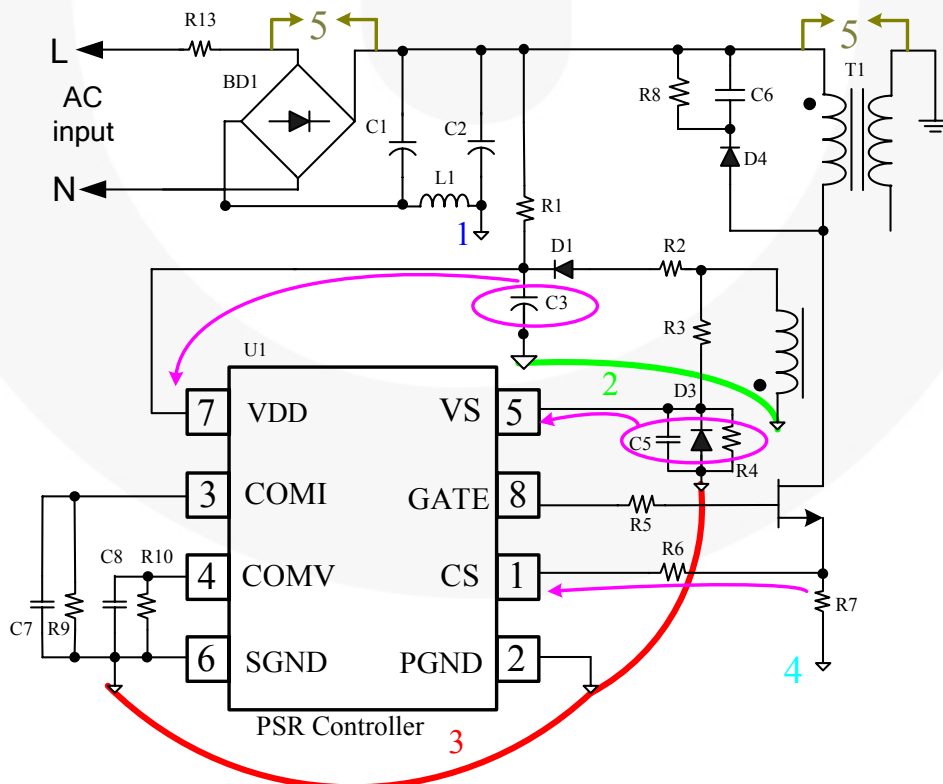 R13
5
5
L
BD1
T1
AC
input
R8
C6
C1
C2
D4
N
L1
1
R1
D1
R2
C3
R3
U1
2
D3
7
VDD
VS
5
C5
R4
3
COMI
GATE
8
R5
C8
R10
R6
4
COMV
CS
1
C7
R9
R7
6
SGND
PGND
2
4
PSR Controller
3